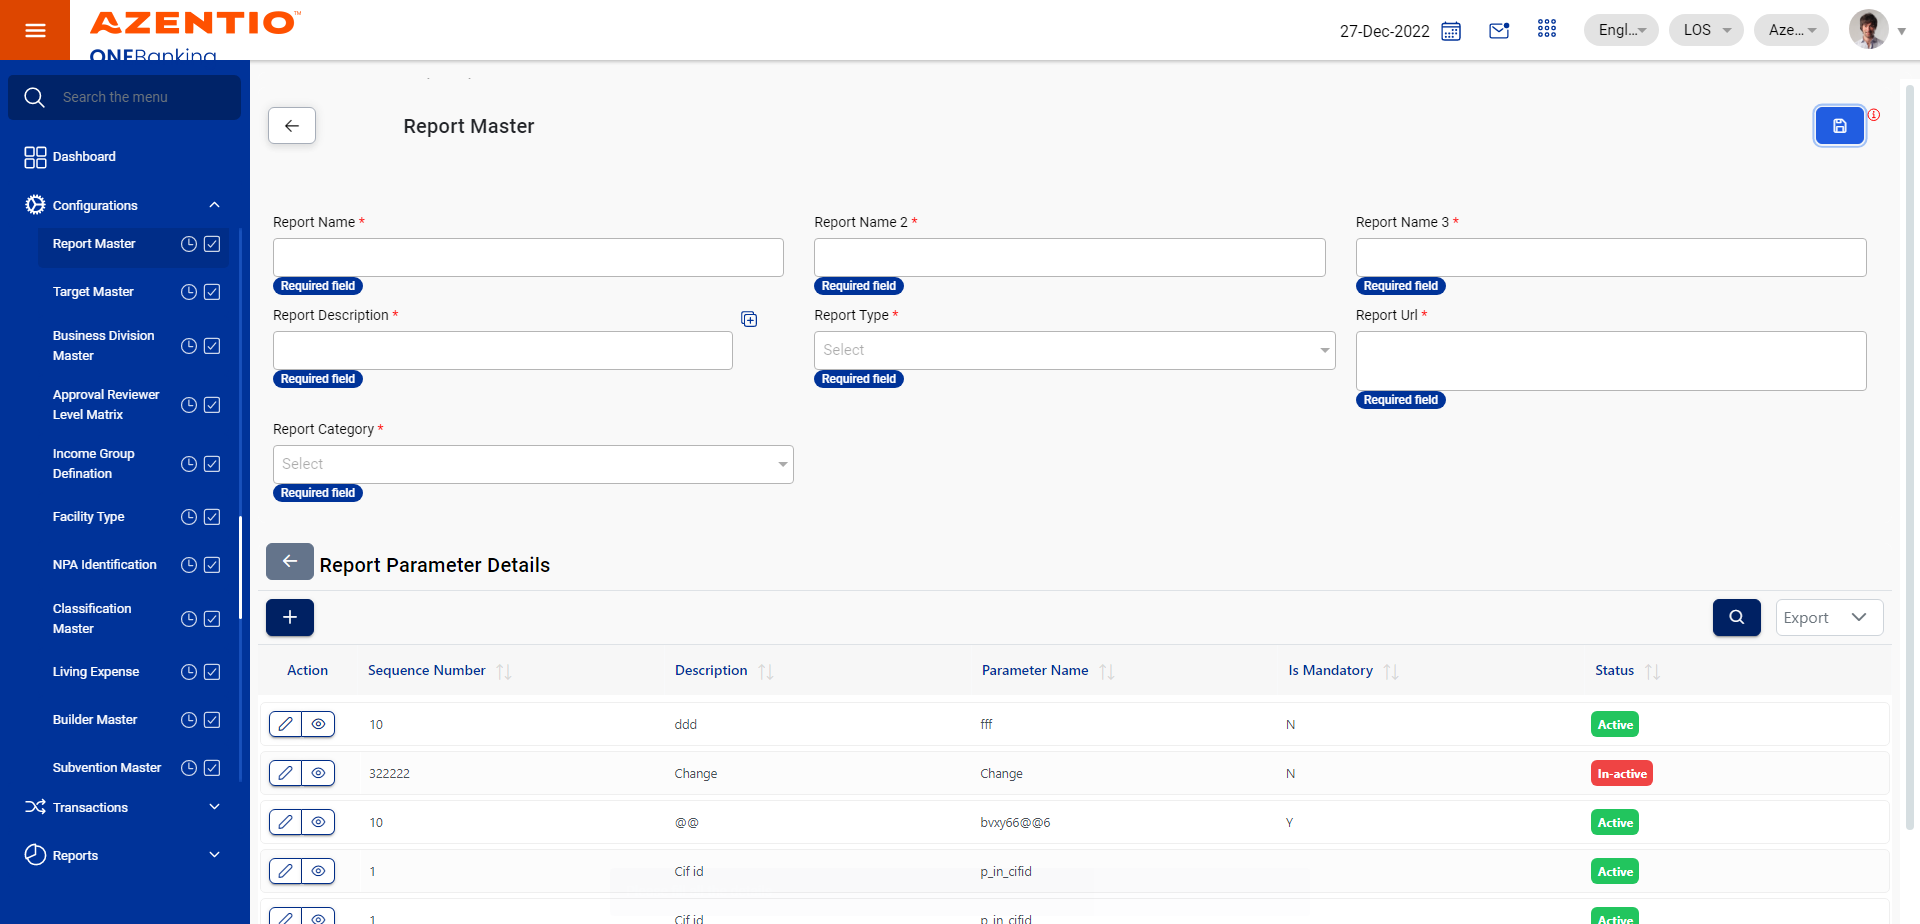 AZENTIO™
ONEBanking
27-Dec-2022
Engl...
LOS
Aze...
Search the menu
Dashboard
Configurations
Report Master
Target Master
Business Division
Master
Approval Reviewer
Level Matrix
Income Group
Defination
Facility Type
NPA Identification
Classification
Master
Living Expense
Builder Master
Subvention Master
Transactions
Reports
Report Master
Report Name *
Report Name 2 *
Report Name 3 *
Required field
Required field
Required field
Report Description *
Report Type *
Report Url *
Select
Required field
Required field
Required field
Report Category *
Select
Required field
Report Parameter Details
Export
Action Sequence Number Description Parameter Name Is Mandatory Status
10 ddd fff N Active
322222 Change Change N In-active
10 @@ bvxy66@@6 Y Active
1 Cif id p_in_cifid Active
1 Cif id p_in_cifid Active